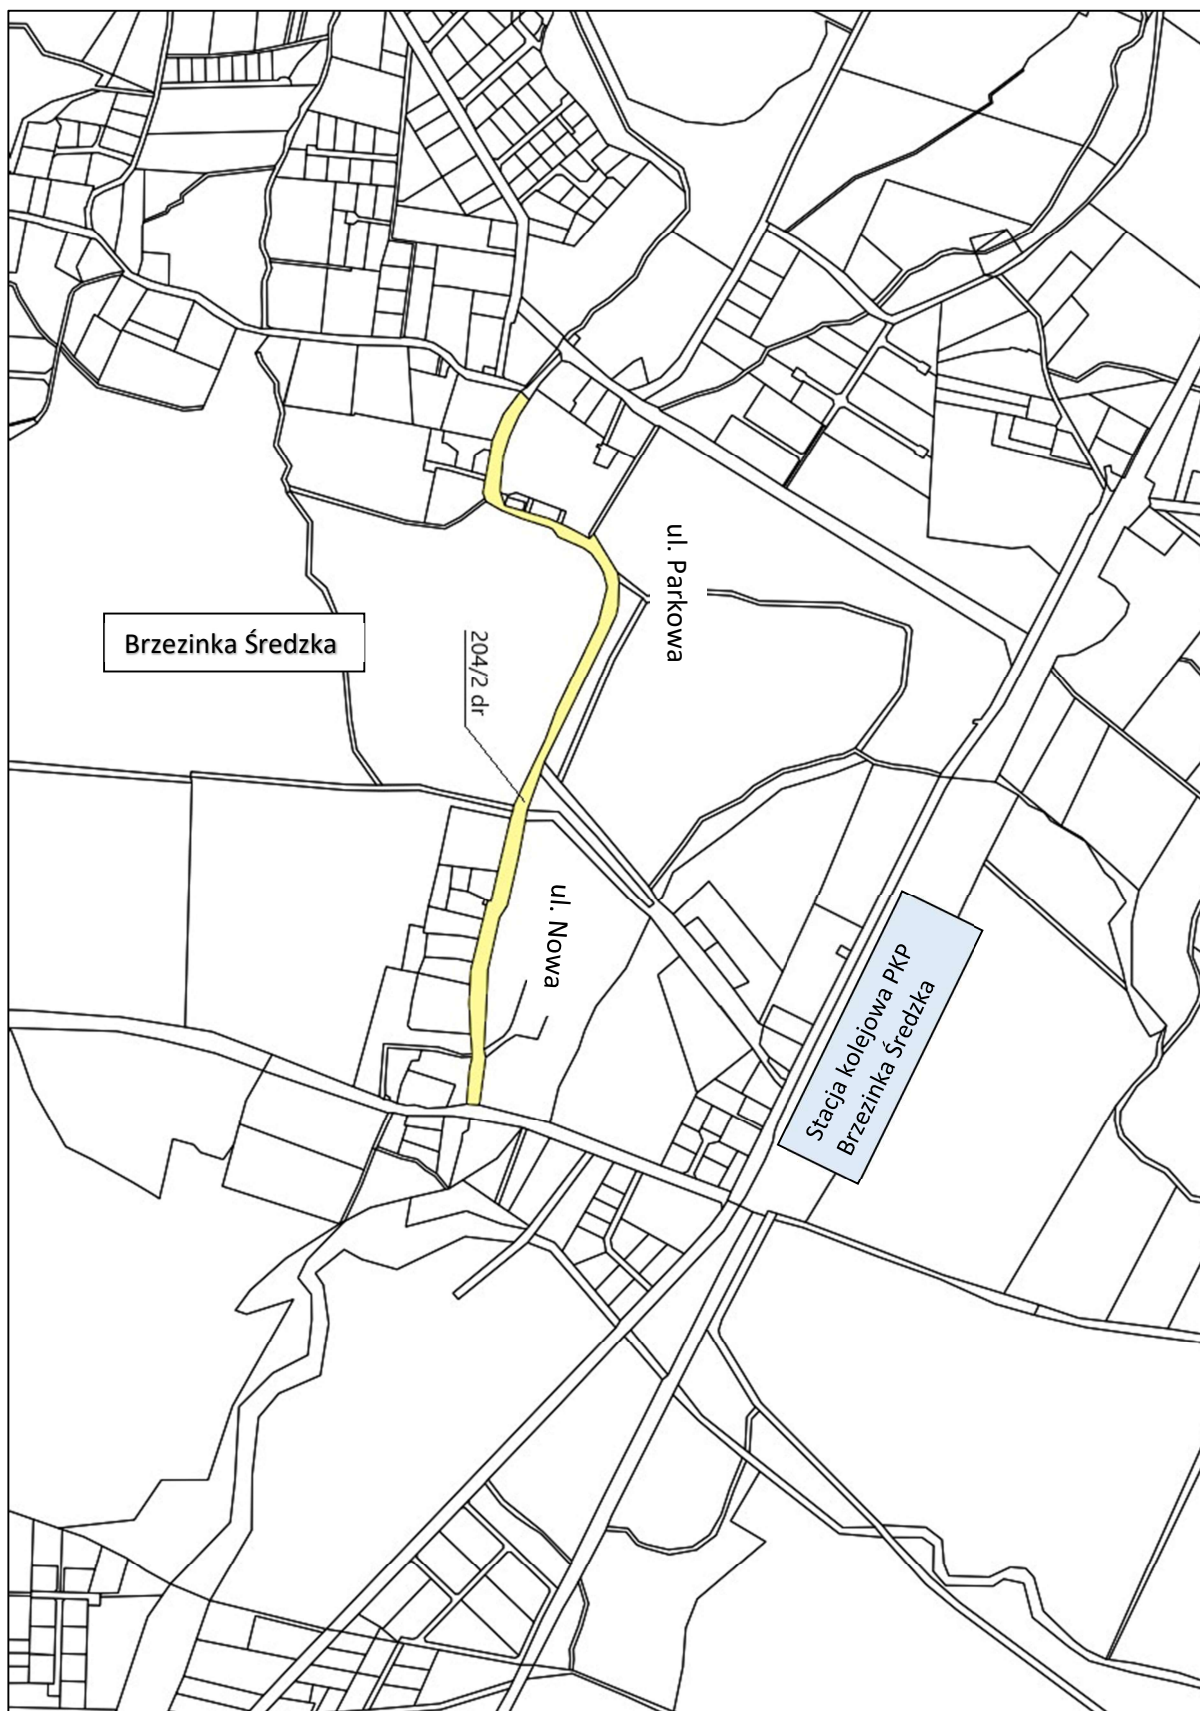 ul. Parkowa
Brzezinka Średzka
204/2 dr
ul. Nowa
Stacja kolejowa PKP
Brzezinka Średzka